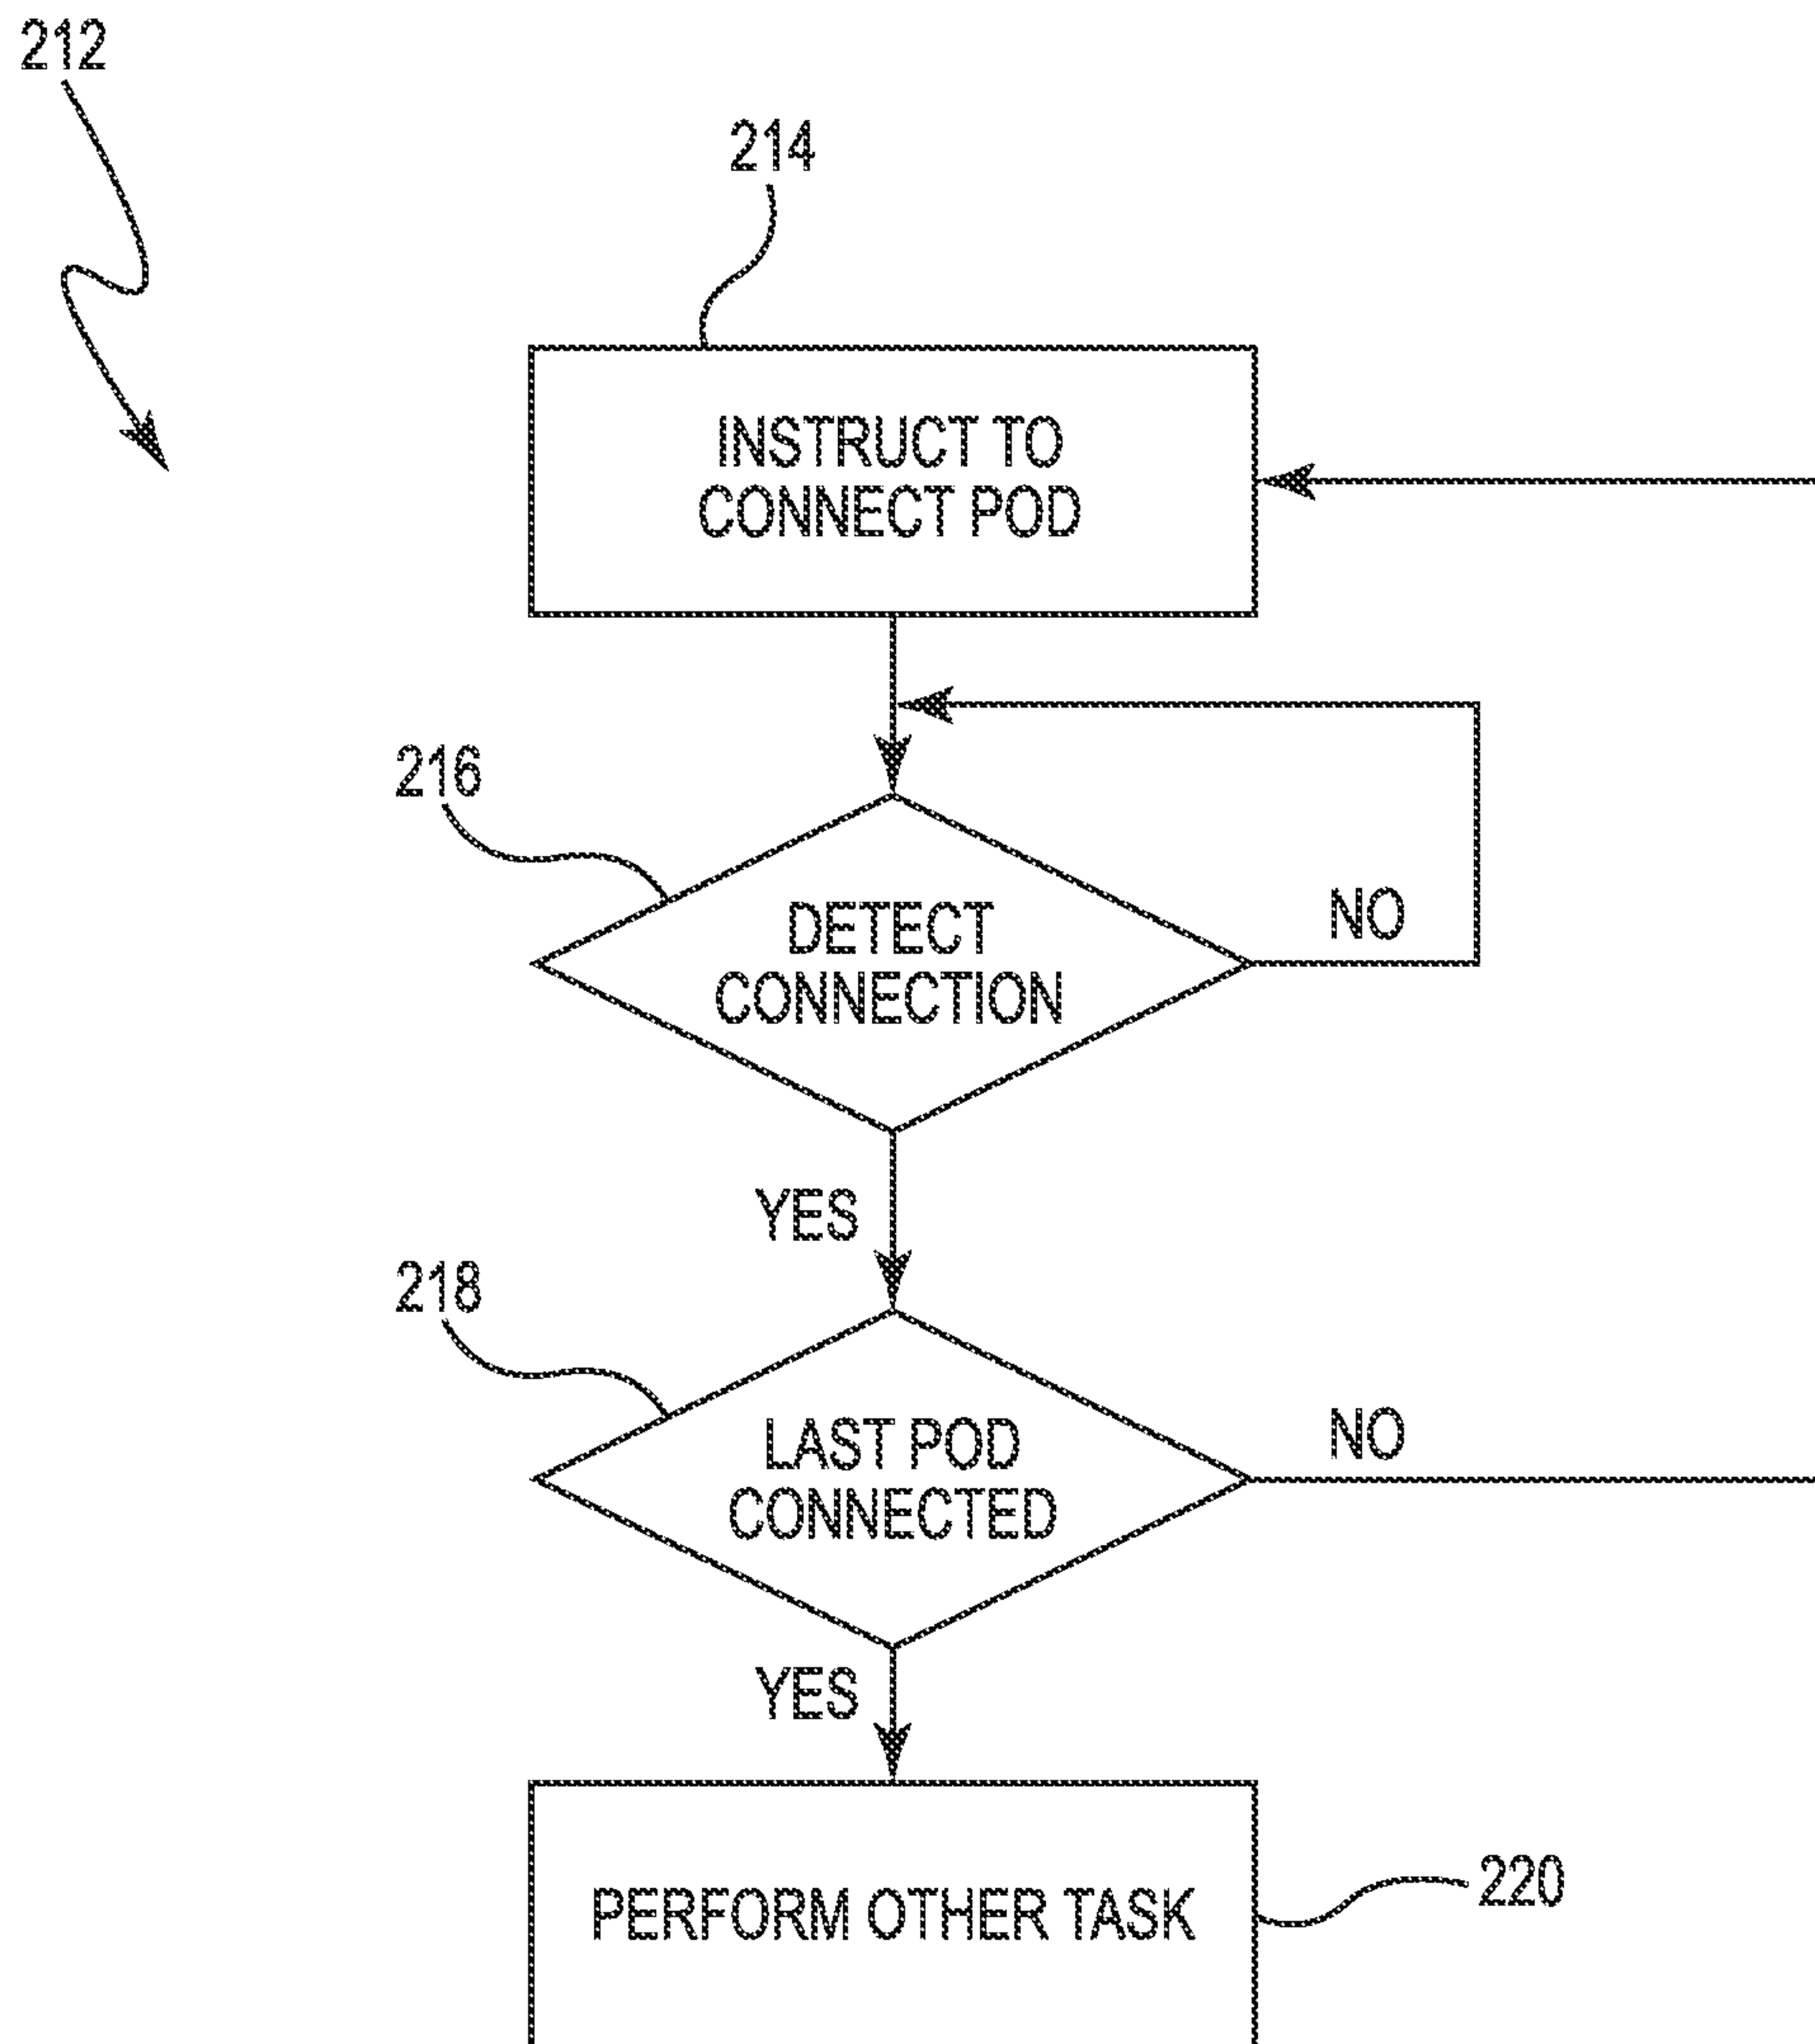 212
214
INSTRUCT TO
CONNECT POD
216
DETECT
CONNECTION
NO
YES
218
LAST POD
CONNECTED
NO
YES
PERFORM OTHER TASK
220